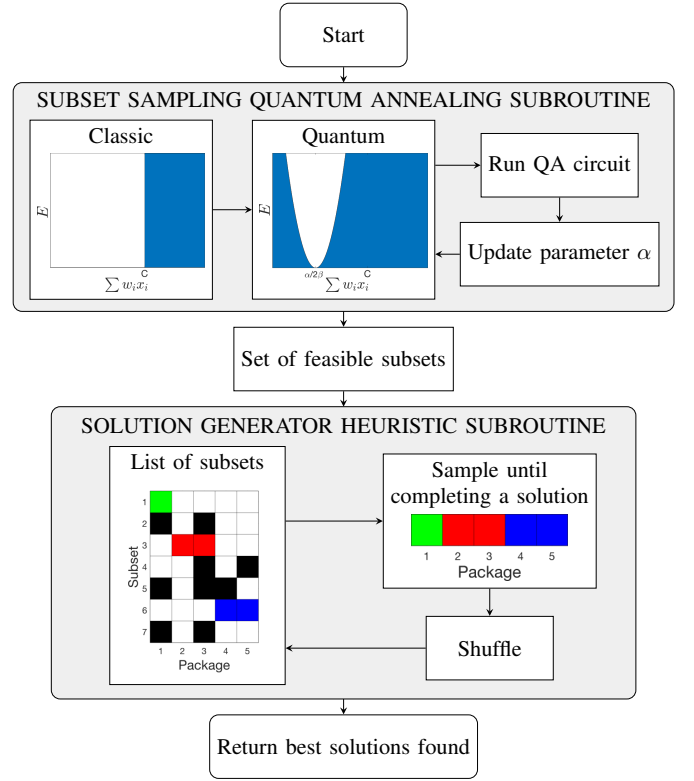 Start
SUBSET SAMPLING QUANTUM ANNEALING SUBROUTINE
Classic
E
C
∑ wᵢxᵢ
Quantum
E
α/2β
C
∑ wᵢxᵢ
Run QA circuit
Update parameter α
Set of feasible subsets
SOLUTION GENERATOR HEURISTIC SUBROUTINE
List of subsets
Subset
1
2
3
4
5
6
7
1 2 3 4 5
Package
Sample until
completing a solution
1 2 3 4 5
Package
Shuffle
Return best solutions found